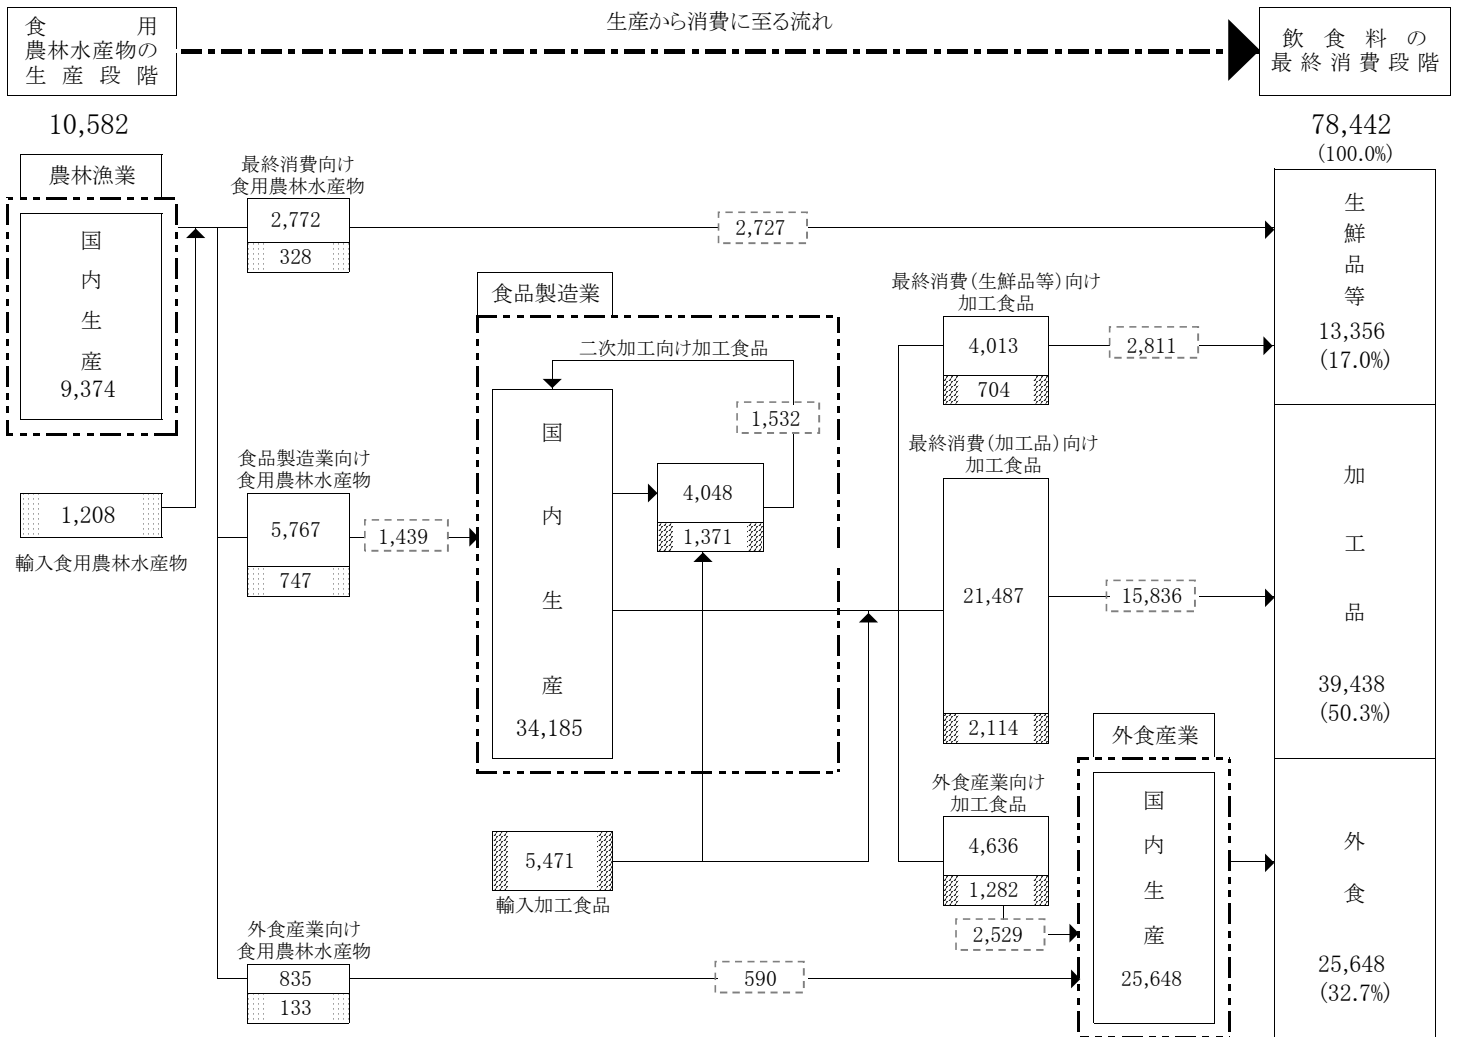 生産から消費に至る流れ
食用
農林水産物の
生産段階
飲食料の
最終消費段階
10,582
78,442
(100.0%)
農林漁業
国
内
生
産
9,374
1,208
輸入食用農林水産物
最終消費向け
食用農林水産物
2,772
328
2,727
食品製造業向け
食用農林水産物
5,767
747
1,439
外食産業向け
食用農林水産物
835
133
590
食品製造業
二次加工向け加工食品
国
内
生
産
34,185
1,532
4,048
1,371
5,471
輸入加工食品
最終消費(生鮮品等)向け
加工食品
4,013
704
2,811
最終消費(加工品)向け
加工食品
21,487
2,114
15,836
外食産業向け
加工食品
4,636
1,282
2,529
外食産業
国
内
生
産
25,648
生
鮮
品
等
13,356
(17.0%)
加
工
品
39,438
(50.3%)
外
食
25,648
(32.7%)